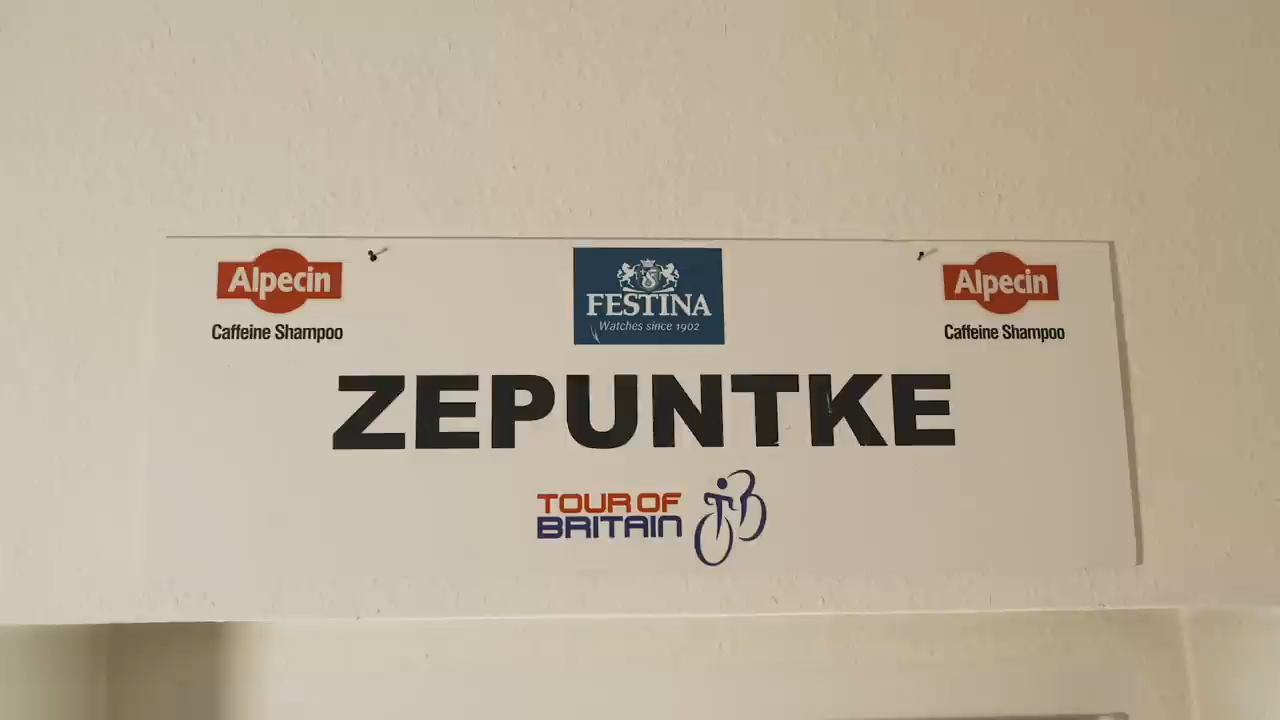 Alpecin
Caffeine Shampoo
FESTINA
Watches since 1902
Alpecin
Caffeine Shampoo
ZEPUNTKE
TOUR OF
BRITAIN